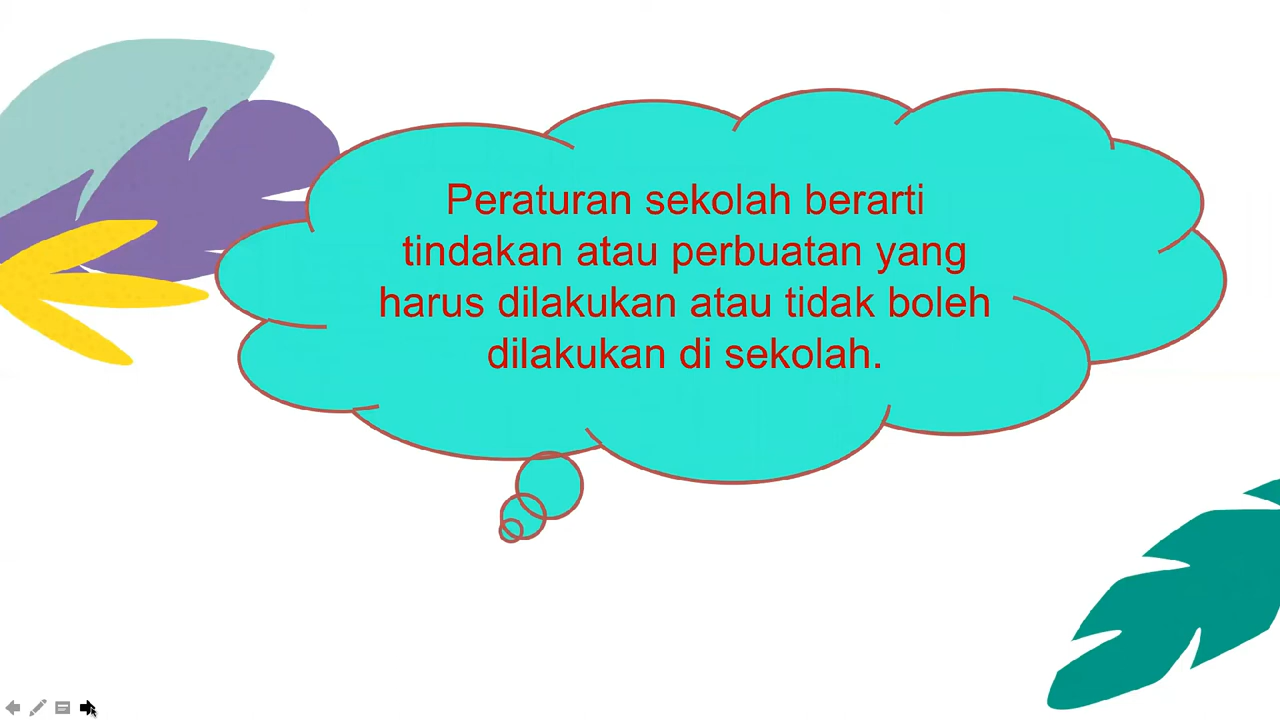 Peraturan sekolah berarti
tindakan atau perbuatan yang
harus dilakukan atau tidak boleh
dilakukan di sekolah.